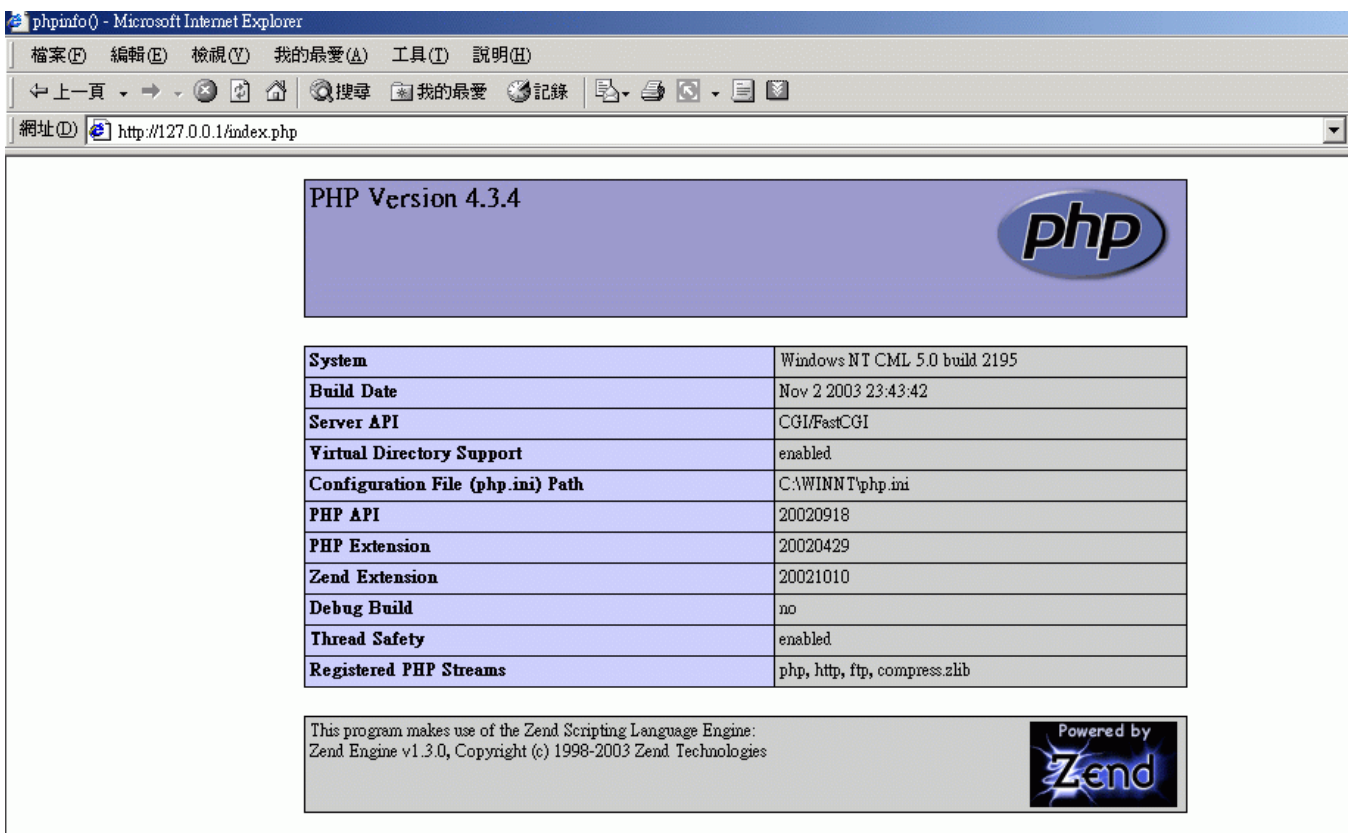 phpinfo() - Microsoft Internet Explorer
檔案(F) 編輯(E) 檢視(V) 我的最愛(A) 工具(T) 說明(H)
上一頁 搜尋 我的最愛 記錄
網址(D) http://127.0.0.1/index.php
PHP Version 4.3.4
php
System Windows NT CML 5.0 build 2195
Build Date Nov 2 2003 23:43:42
Server API CGI/FastCGI
Virtual Directory Support enabled
Configuration File (php.ini) Path C:\WINNT\php.ini
PHP API 20020918
PHP Extension 20020429
Zend Extension 20021010
Debug Build no
Thread Safety enabled
Registered PHP Streams php, http, ftp, compress.zlib
This program makes use of the Zend Scripting Language Engine:
Zend Engine v1.3.0, Copyright (c) 1998-2003 Zend Technologies
Powered by
Zend